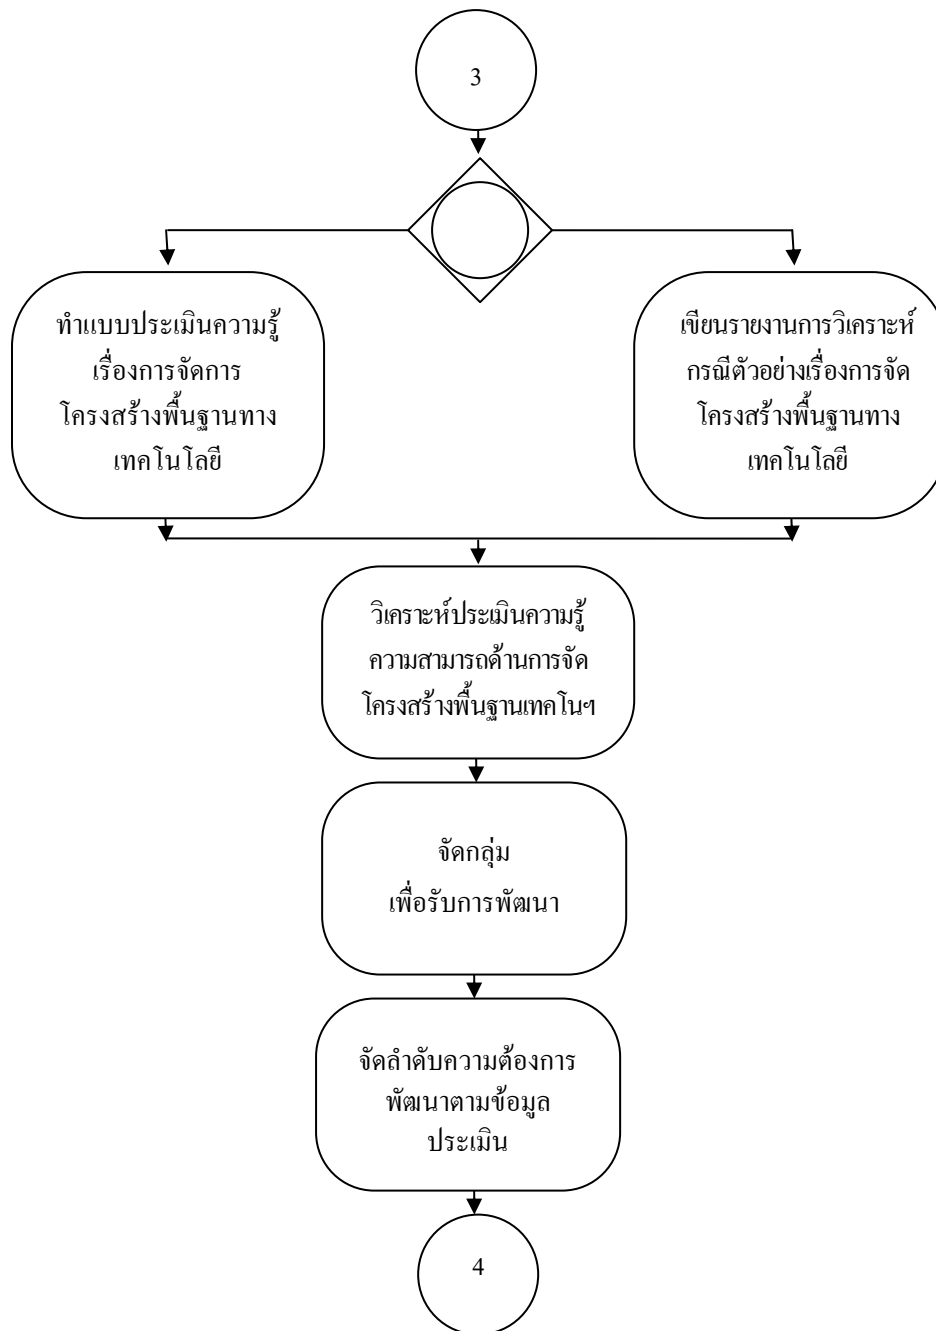 3
ทำแบบประเมินความรู้
เรื่องการจัดการ
โครงสร้างพื้นฐานทาง
เทคโนโลยี
เขียนรายงานการวิเคราะห์
กรณีตัวอย่างเรื่องการจัด
โครงสร้างพื้นฐานทาง
เทคโนโลยี
วิเคราะห์ประเมินความรู้
ความสามารถด้านการจัด
โครงสร้างพื้นฐานเทคโนฯ
จัดกลุ่ม
เพื่อรับการพัฒนา
จัดลำดับความต้องการ
พัฒนาตามข้อมูล
ประเมิน
4